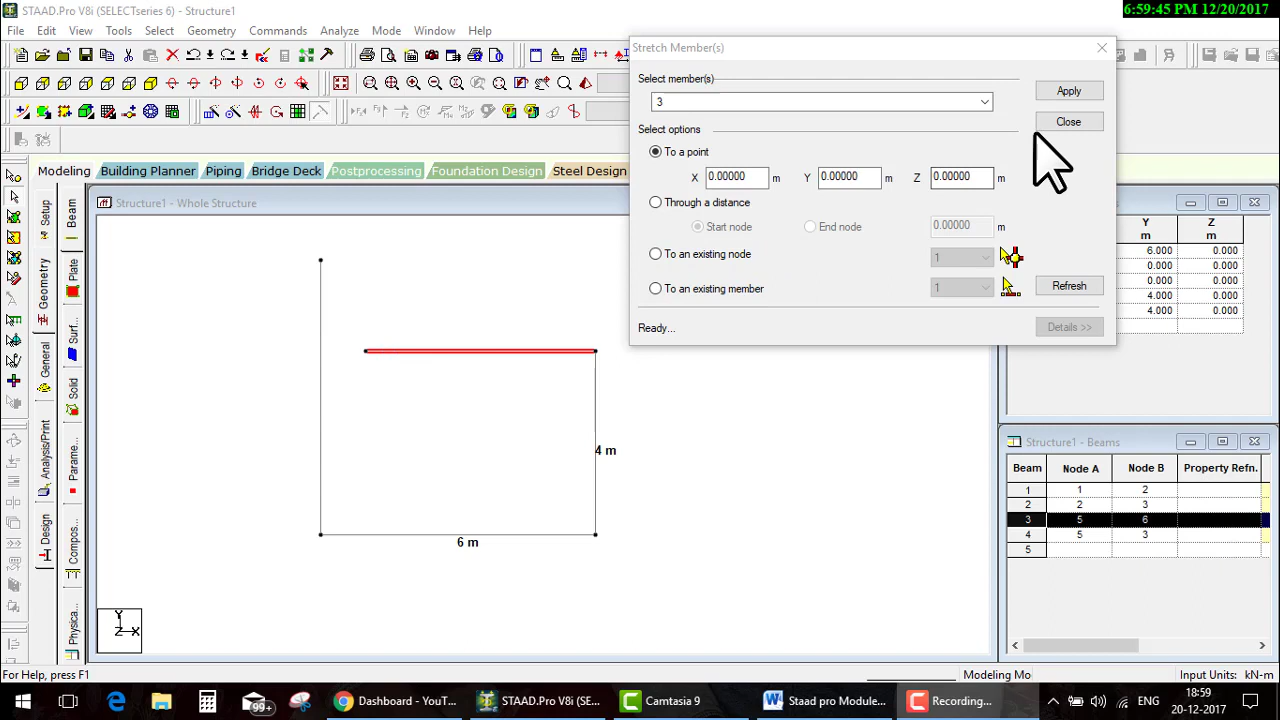 STAAD.Pro V8i (SELECTseries 6) - Structure1
6:59:45 PM 12/20/2017
File Edit View Tools Select Geometry Commands Analyze Mode Window Help
Stretch Member(s)
Select member(s)
3
Apply
Close
Select options
To a point
X 0.00000 m Y 0.00000 m Z 0.00000 m
Through a distance
Start node End node 0.00000 m
To an existing node 1
To an existing member 1
Refresh
Ready...
Details >>
Modeling Building Planner Piping Bridge Deck Postprocessing Foundation Design Steel Design
Structure1 - Whole Structure
Setup
Geometry
General
Analysis/Print
Design
Beam
Plate
Surf...
Solid
Parame...
Compos...
Physica...
4 m
6 m
Y
Z X
Y Z
m m
6.000 0.000
0.000 0.000
0.000 0.000
4.000 0.000
4.000 0.000
Structure1 - Beams
Beam Node A Node B Property Refn.
1 1 2
2 2 3
3 5 6
4 5 3
5
For Help, press F1
Modeling Mo
Input Units: kN-m
99+
Dashboard - YouT...
STAAD.Pro V8i (SE...
Camtasia 9
Staad pro Module...
Recording...
ENG
18:59
20-12-2017